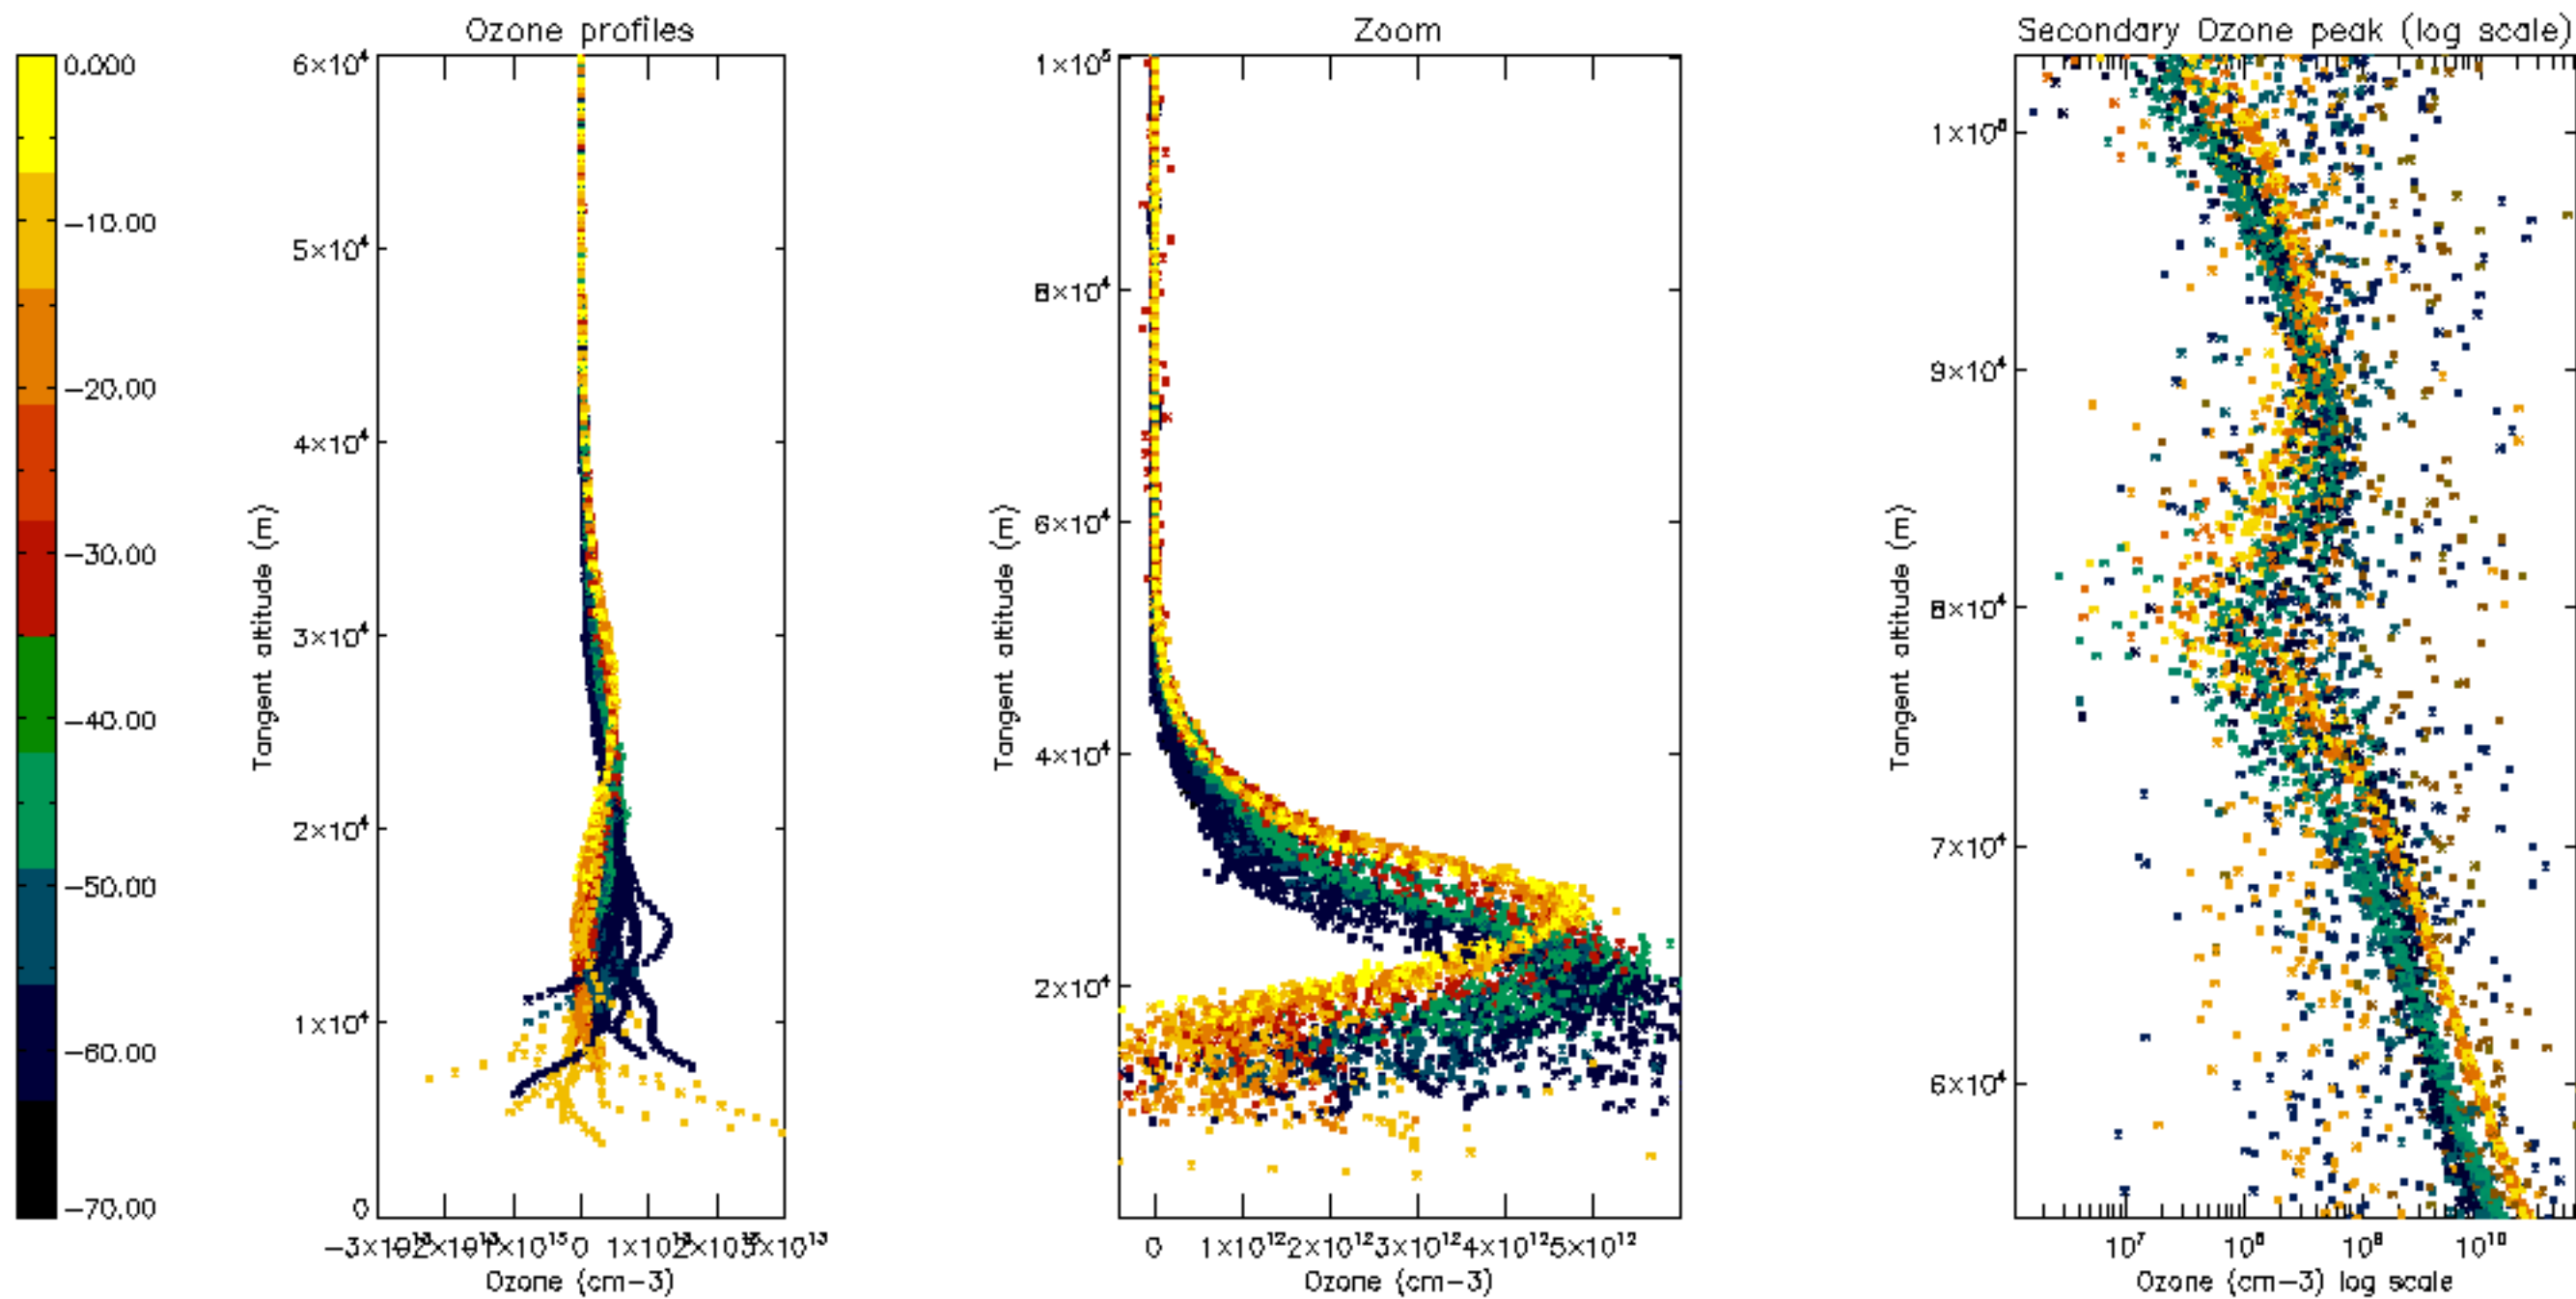 Ozone profiles
Zoom
Secondary Ozone peak (log scale)
0.000
−10.00
−20.00
−30.00
−40.00
−50.00
−60.00
−70.00
6×10⁴
5×10⁴
4×10⁴
3×10⁴
2×10⁴
1×10⁴
0
Tangent altitude (m)
0
1×10¹³
3×10¹³
Ozone (cm−3)
1×10⁵
8×10⁴
6×10⁴
4×10⁴
2×10⁴
Tangent altitude (m)
0 1×10¹² 2×10¹² 3×10¹² 4×10¹² 5×10¹²
Ozone (cm−3)
9×10⁴
8×10⁴
7×10⁴
6×10⁴
Tangent altitude (m)
10⁷ 10⁸ 10⁹ 10¹⁰
Ozone (cm−3) log scale